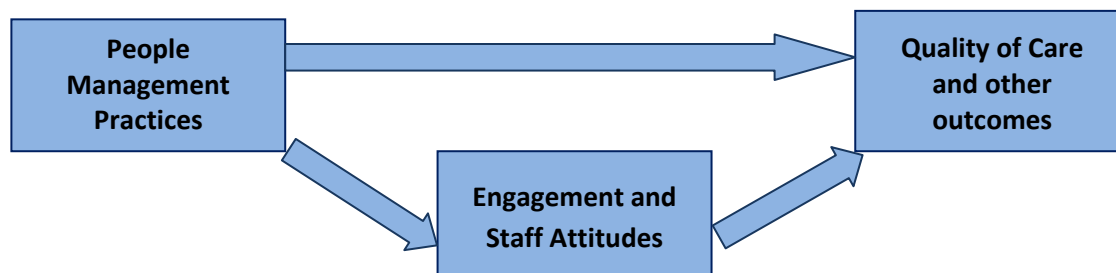 People
Management
Practices
Quality of Care
and other
outcomes
Engagement and
Staff Attitudes